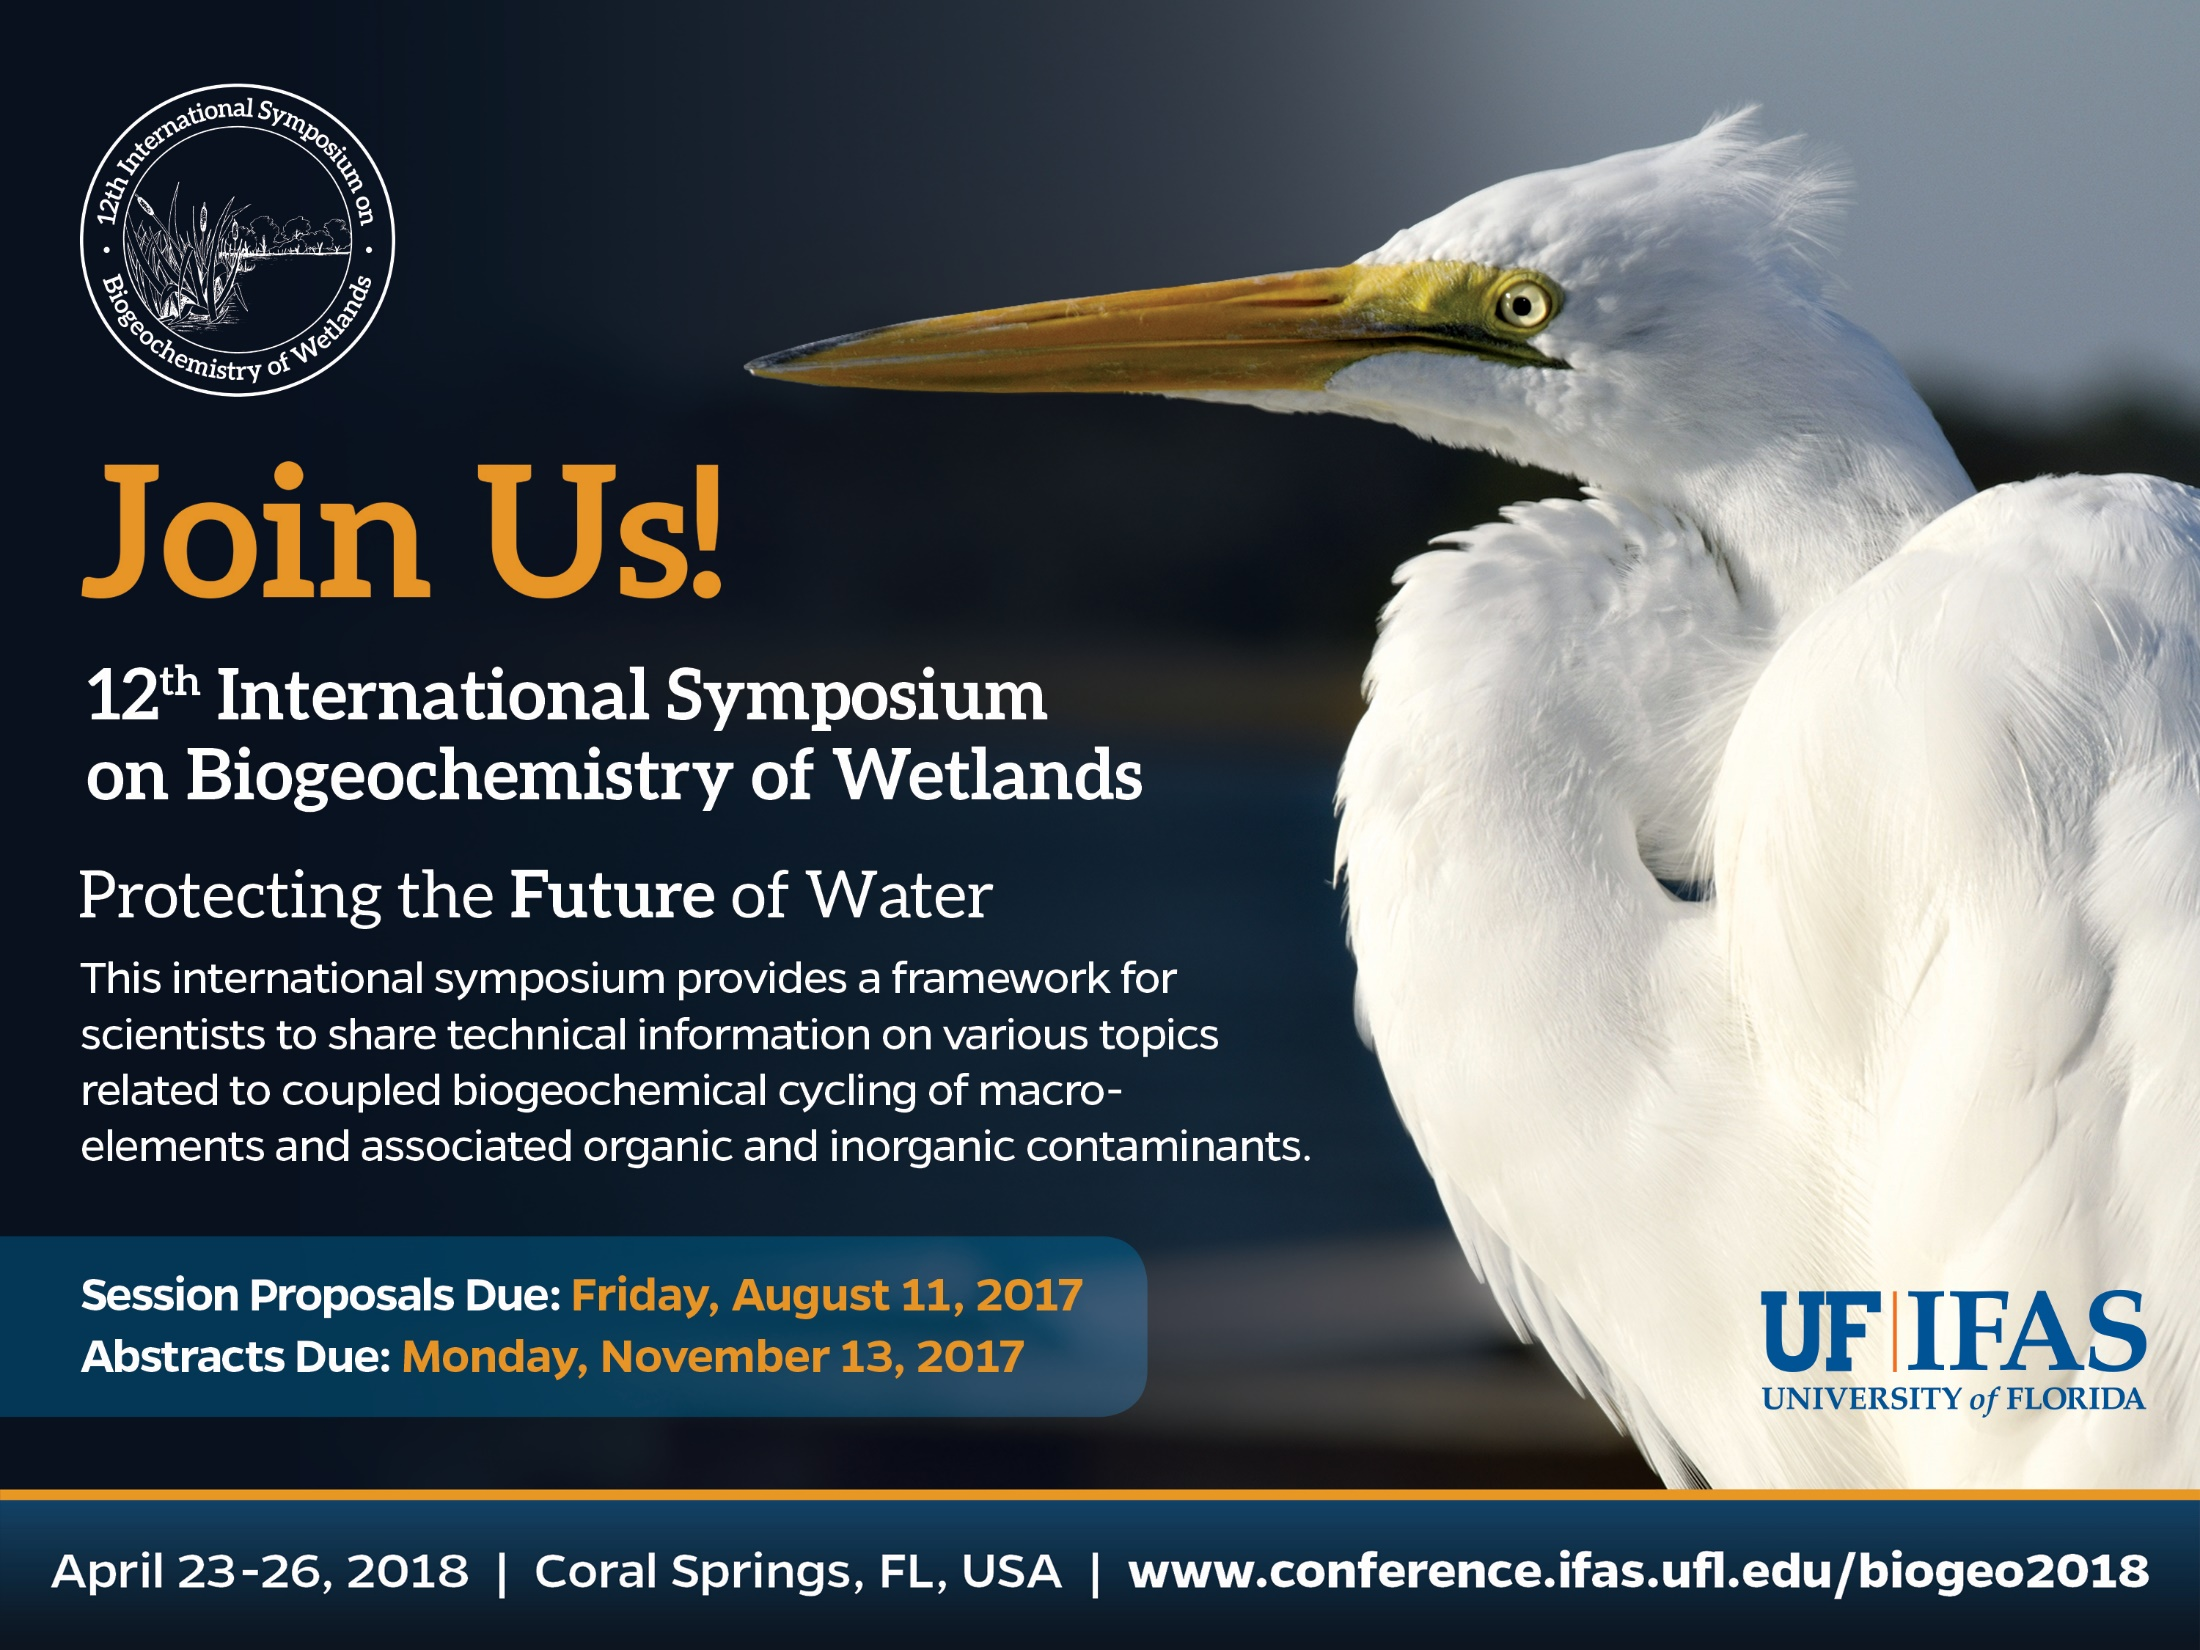 12th International Symposium on
Biogeochemistry of Wetlands
Join Us!
12th International Symposium
on Biogeochemistry of Wetlands
Protecting the Future of Water
This international symposium provides a framework for
scientists to share technical information on various topics
related to coupled biogeochemical cycling of macro-
elements and associated organic and inorganic contaminants.
Session Proposals Due: Friday, August 11, 2017
Abstracts Due: Monday, November 13, 2017
UF|IFAS
UNIVERSITY of FLORIDA
April 23-26, 2018 | Coral Springs, FL, USA | www.conference.ifas.ufl.edu/biogeo2018